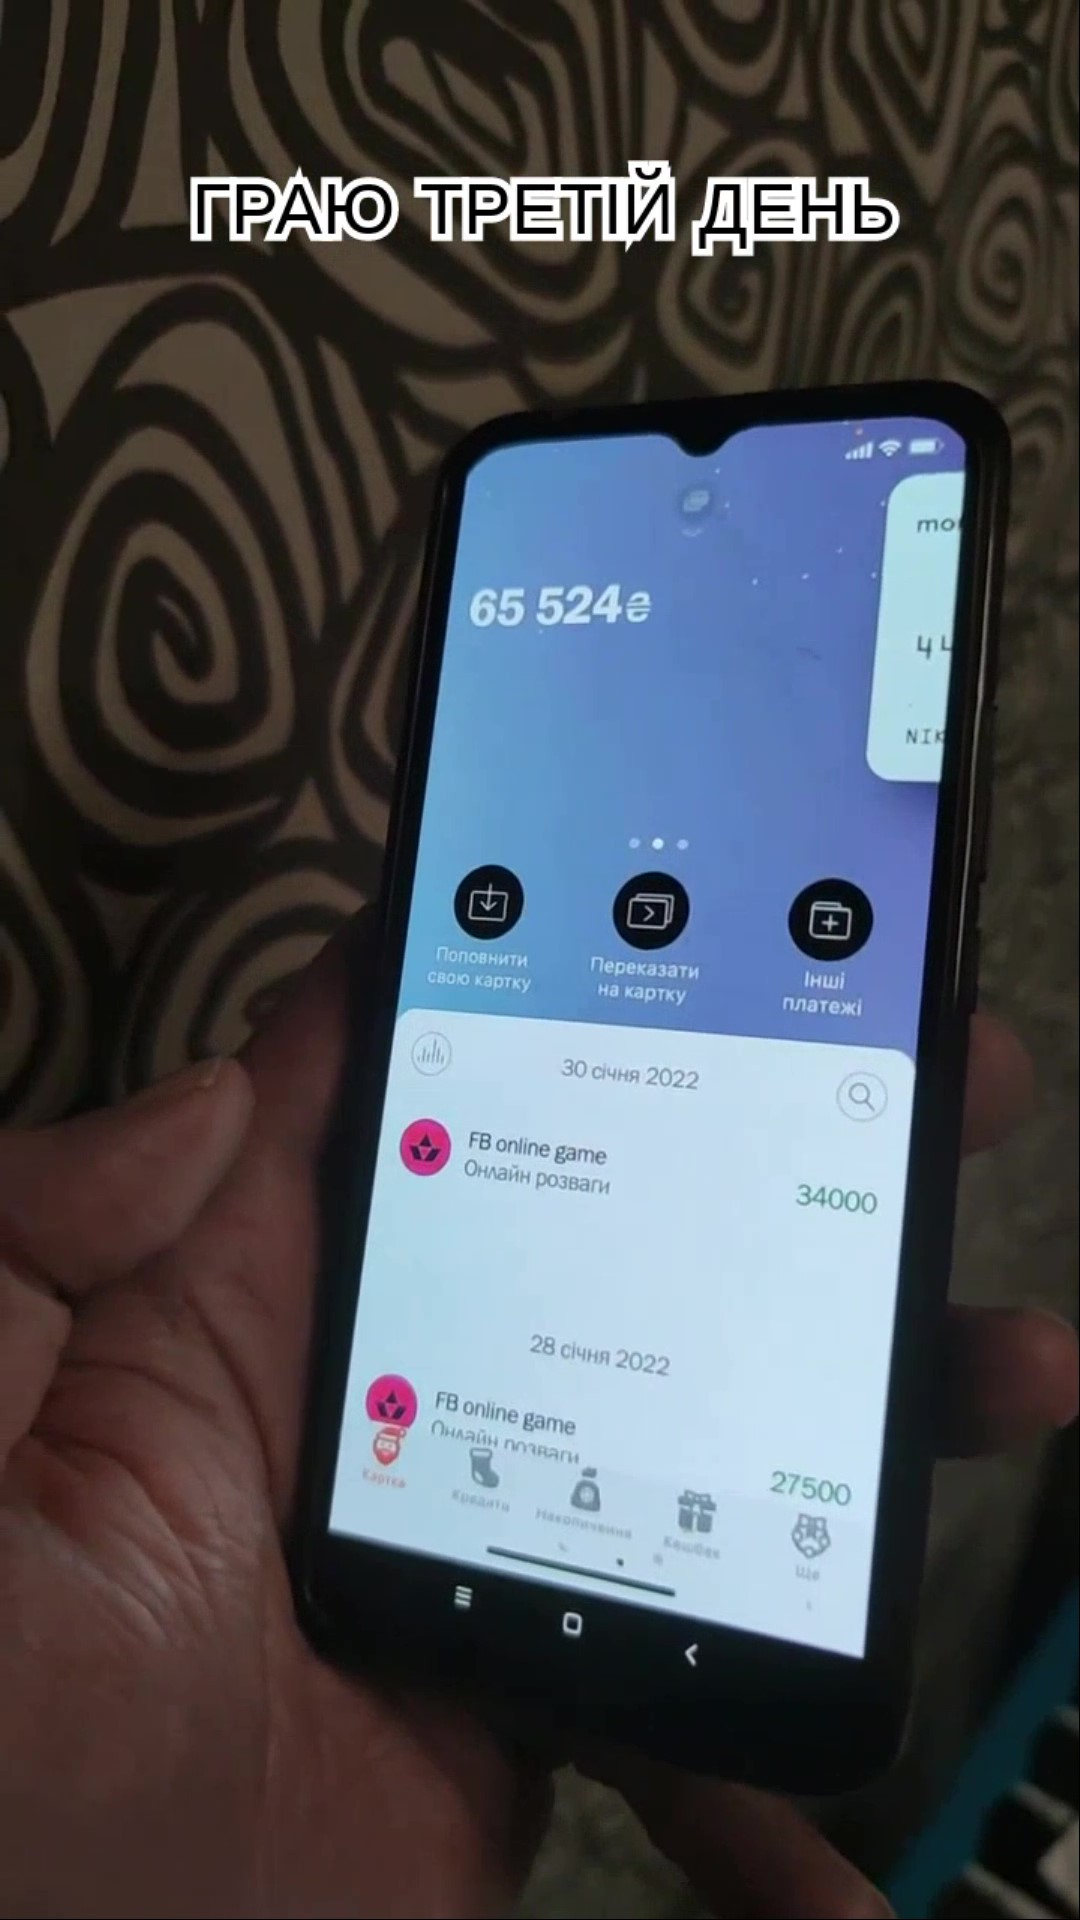 ГРАЮ ТРЕТІЙ ДЕНЬ
65 524₴
44
NIK
Поповнити
свою картку
Переказати
на картку
Інші
платежі
30 січня 2022
FB online game
Онлайн розваги
34000
28 січня 2022
FB online game
Онлайн розваги
27500
Картка
Кредити
Накопичення
Кешбек
Ще